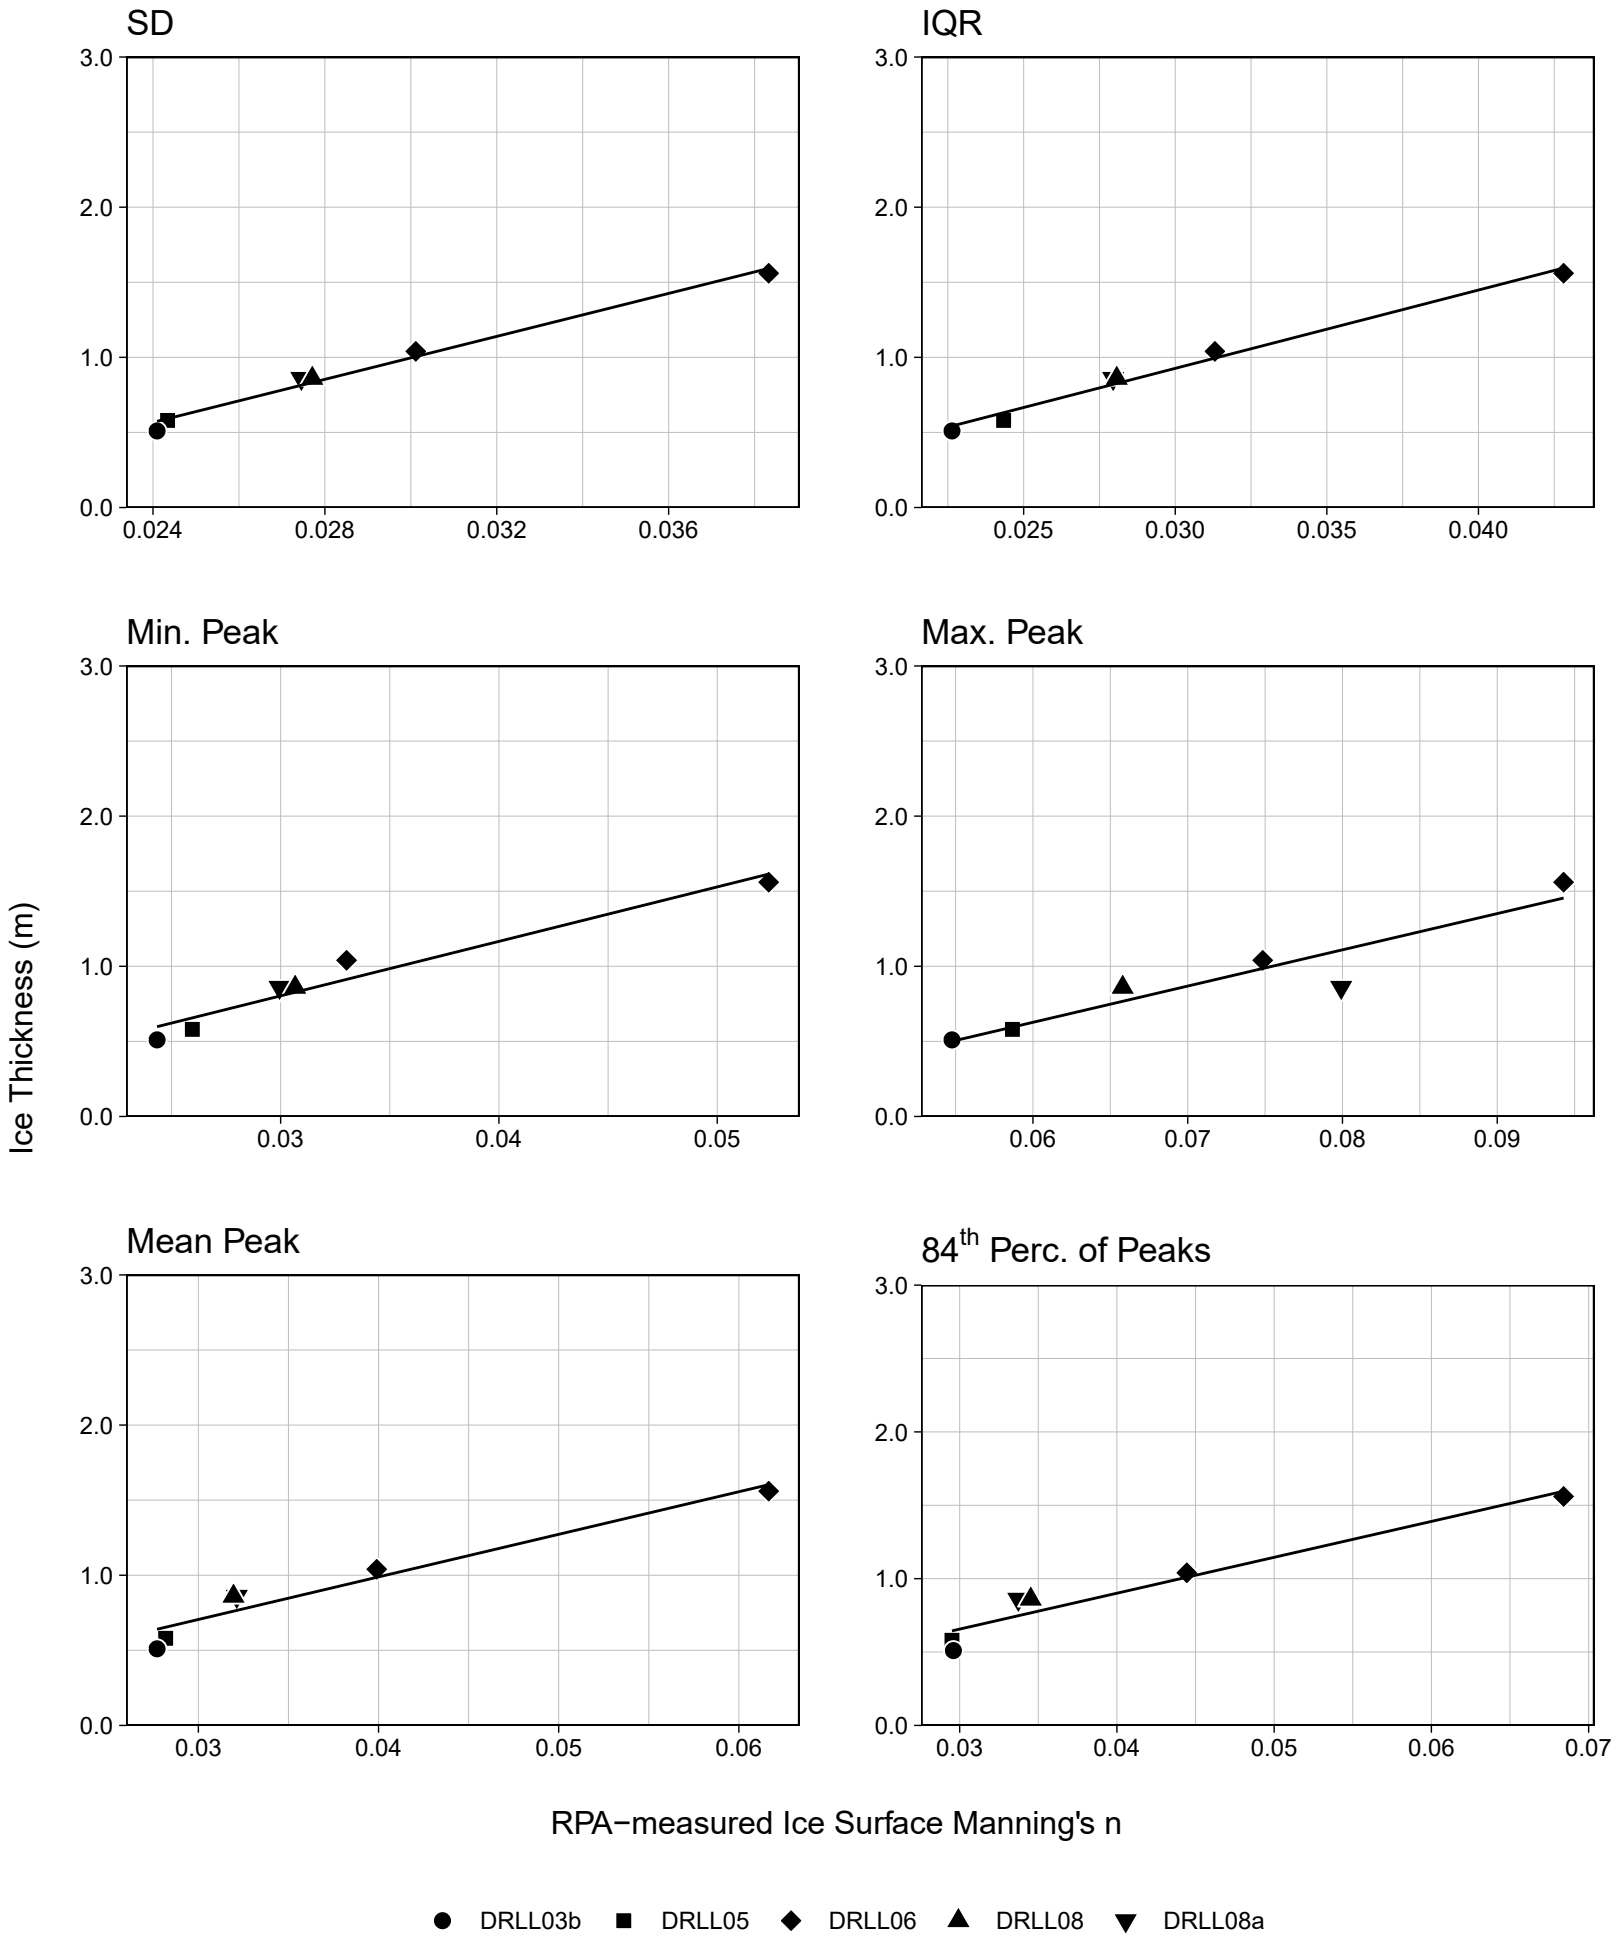 SD
IQR
3.0
2.0
1.0
0.0
0.024 0.028 0.032 0.036
3.0
2.0
1.0
0.0
0.025 0.030 0.035 0.040
Min. Peak
Max. Peak
3.0
2.0
1.0
0.0
0.03 0.04 0.05
3.0
2.0
1.0
0.0
0.06 0.07 0.08 0.09
Ice Thickness (m)
Mean Peak
84th Perc. of Peaks
3.0
2.0
1.0
0.0
0.03 0.04 0.05 0.06
3.0
2.0
1.0
0.0
0.03 0.04 0.05 0.06 0.07
RPA−measured Ice Surface Manning's n
DRLL03b DRLL05 DRLL06 DRLL08 DRLL08a